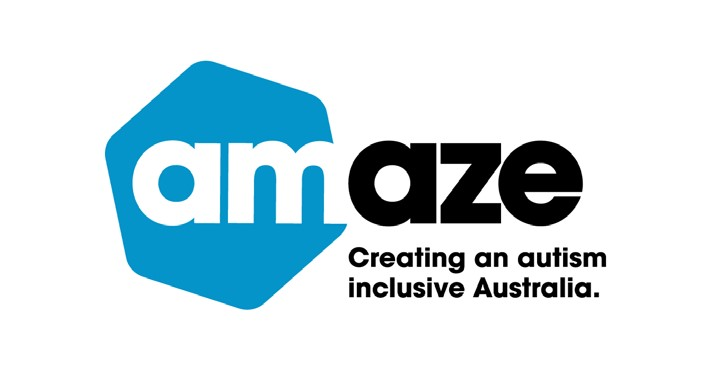 amaze
Creating an autism
inclusive Australia.